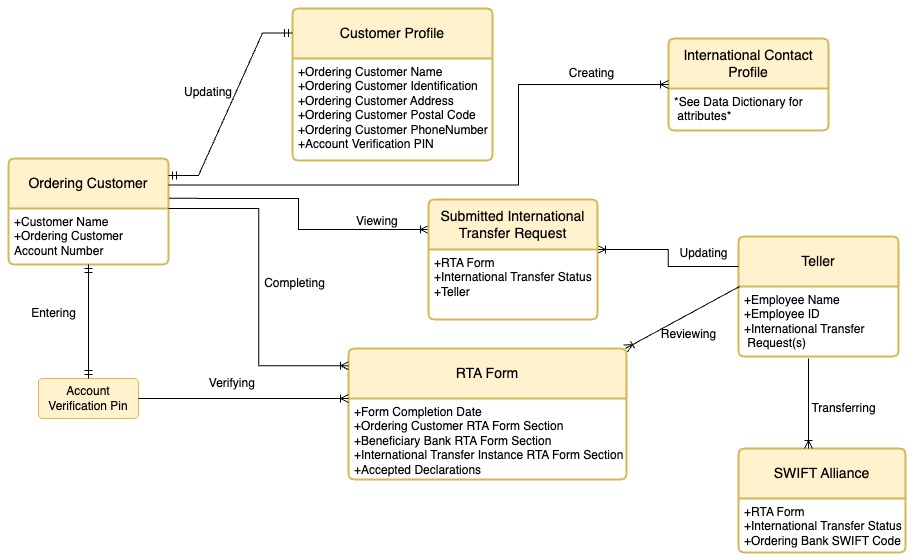 Customer Profile
+Ordering Customer Name
+Ordering Customer Identification
+Ordering Customer Address
+Ordering Customer Postal Code
+Ordering Customer PhoneNumber
+Account Verification PIN
International Contact
Profile
*See Data Dictionary for
attributes*
Creating
Updating
Ordering Customer
+Customer Name
+Ordering Customer
Account Number
Viewing
Submitted International
Transfer Request
+RTA Form
+International Transfer Status
+Teller
Updating
Teller
+Employee Name
+Employee ID
+International Transfer
Request(s)
Completing
Entering
Reviewing
Account
Verification Pin
Verifying
RTA Form
+Form Completion Date
+Ordering Customer RTA Form Section
+Beneficiary Bank RTA Form Section
+International Transfer Instance RTA Form Section
+Accepted Declarations
Transferring
SWIFT Alliance
+RTA Form
+International Transfer Status
+Ordering Bank SWIFT Code